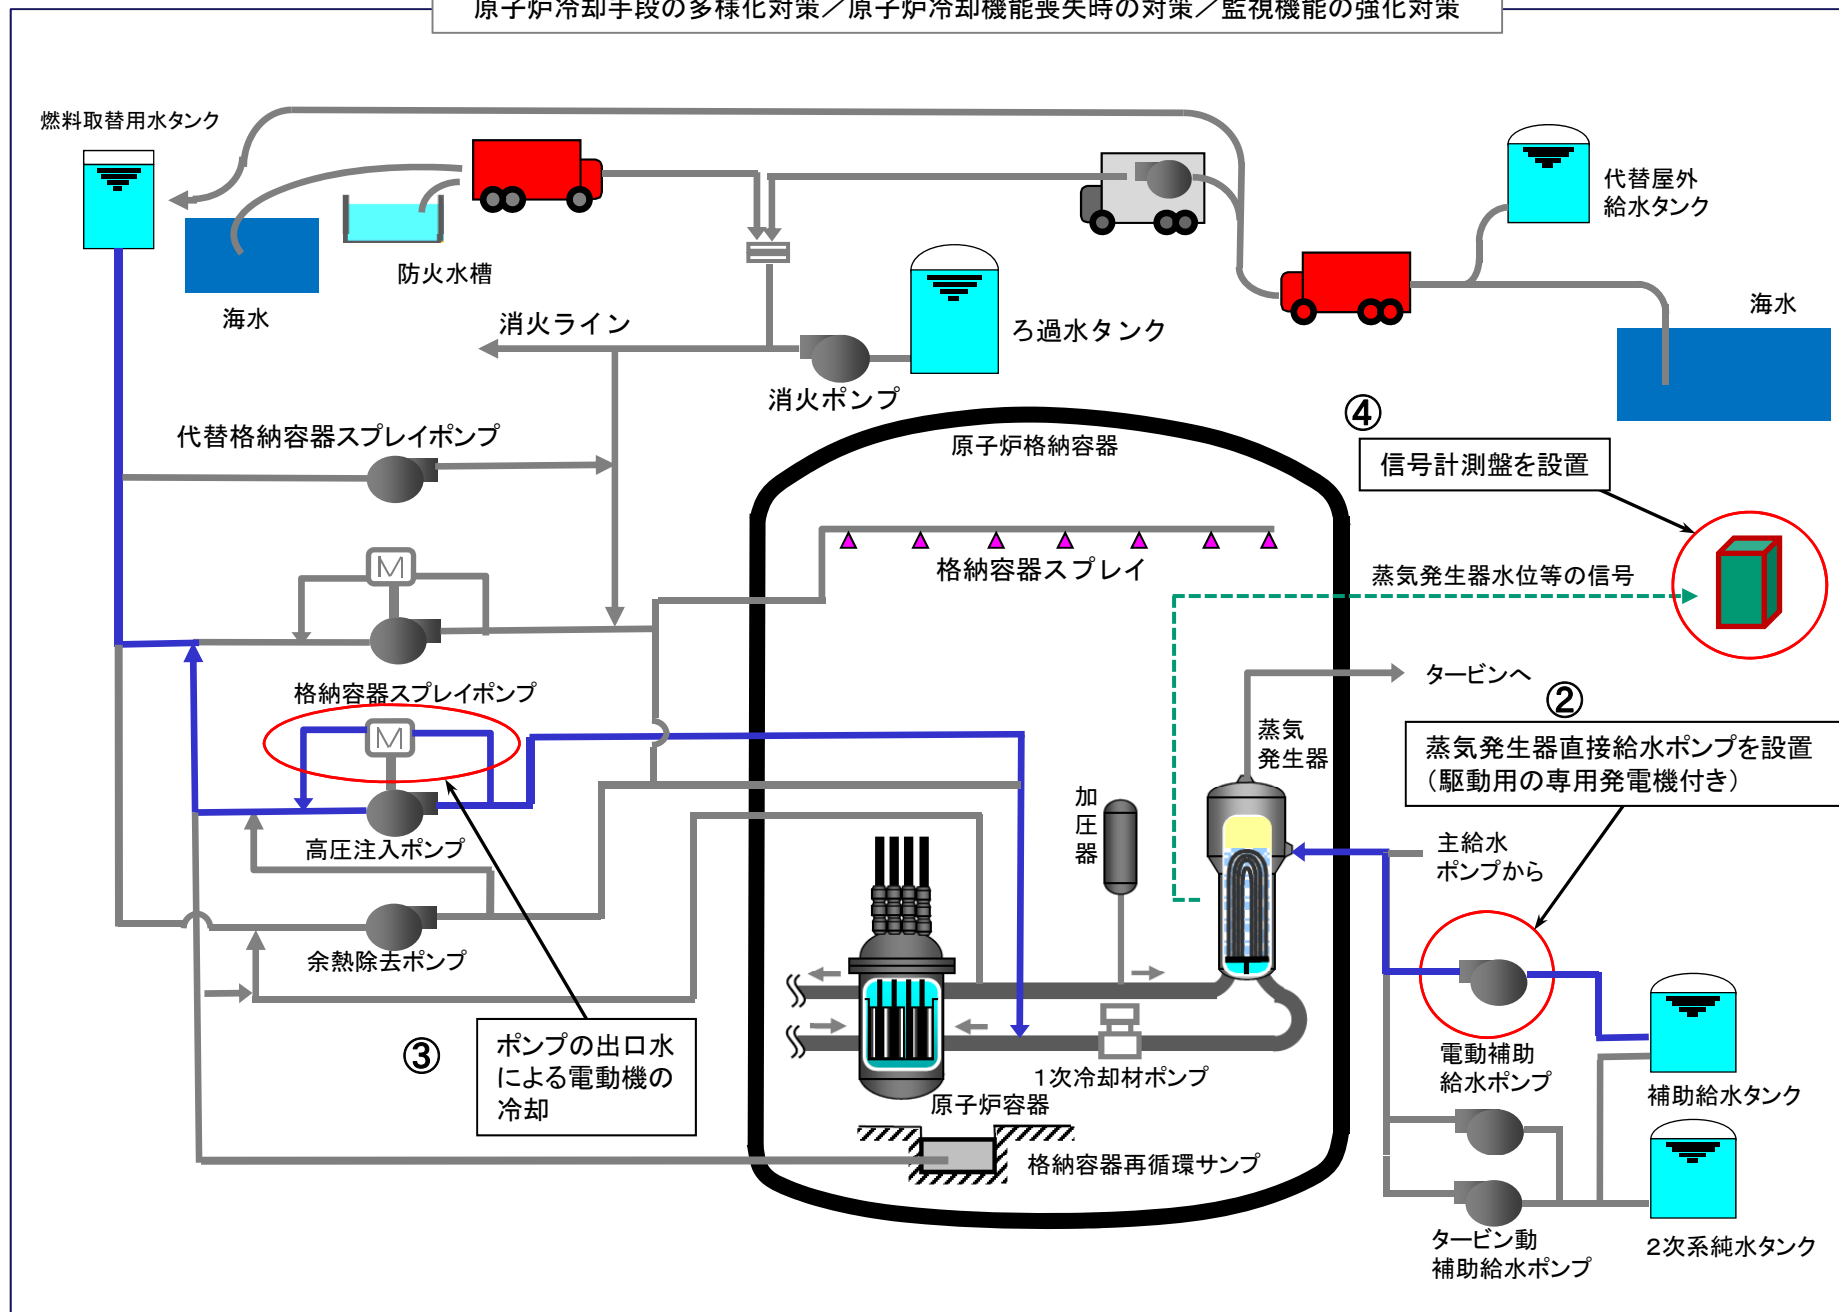 原子炉冷却手段の多様化対策／原子炉冷却機能喪失時の対策／監視機能の強化対策
燃料取替用水タンク
海水
防火水槽
代替屋外
給水タンク
海水
消火ライン
ろ過水タンク
消火ポンプ
代替格納容器スプレイポンプ
原子炉格納容器
④
信号計測盤を設置
格納容器スプレイ
M
蒸気発生器水位等の信号
格納容器スプレイポンプ
タービンへ
②
蒸気発生器直接給水ポンプを設置
（駆動用の専用発電機付き）
M
蒸気
発生器
加
圧
器
高圧注入ポンプ
主給水
ポンプから
余熱除去ポンプ
③
ポンプの出口水
による電動機の
冷却
1次冷却材ポンプ
原子炉容器
格納容器再循環サンプ
電動補助
給水ポンプ
補助給水タンク
タービン動
補助給水ポンプ
2次系純水タンク